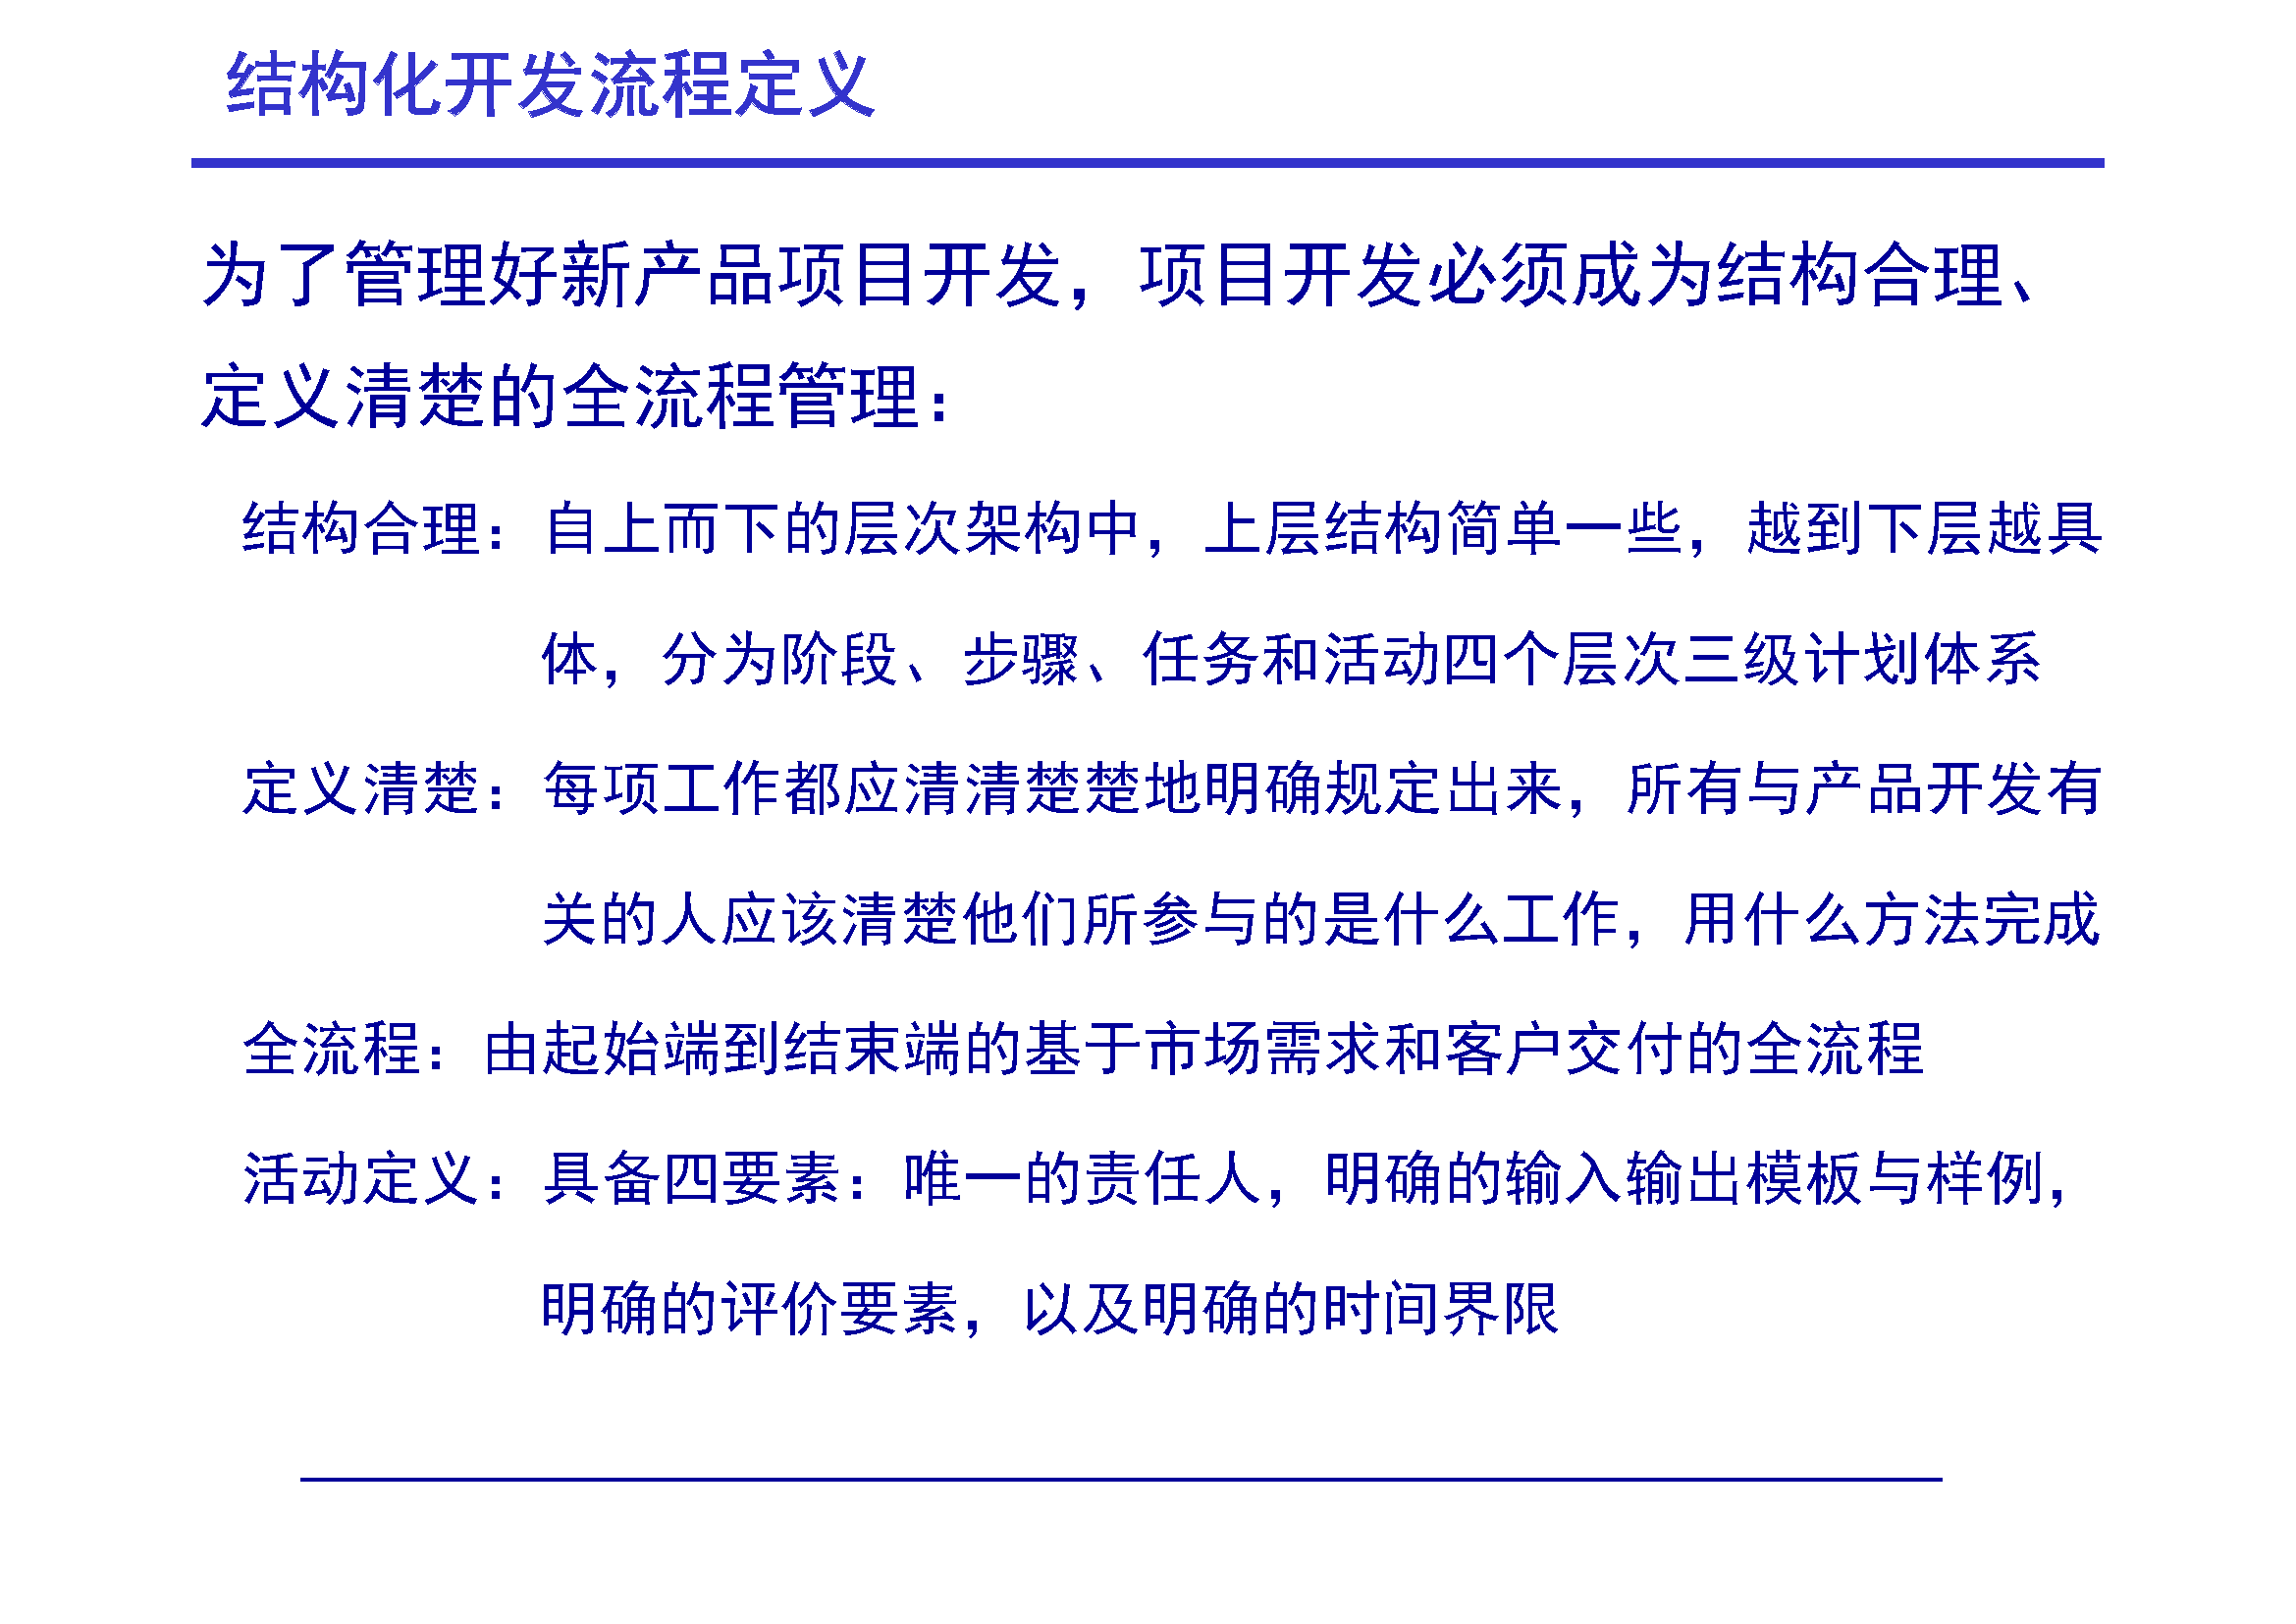 结构化开发流程定义
为了管理好新产品项目开发，项目开发必须成为结构合理、
定义清楚的全流程管理：
结构合理：自上而下的层次架构中，上层结构简单一些，越到下层越具
体，分为阶段、步骤、任务和活动四个层次三级计划体系
定义清楚：每项工作都应清清楚楚地明确规定出来，所有与产品开发有
关的人应该清楚他们所参与的是什么工作，用什么方法完成
全流程：由起始端到结束端的基于市场需求和客户交付的全流程
活动定义：具备四要素：唯一的责任人，明确的输入输出模板与样例，
明确的评价要素，以及明确的时间界限